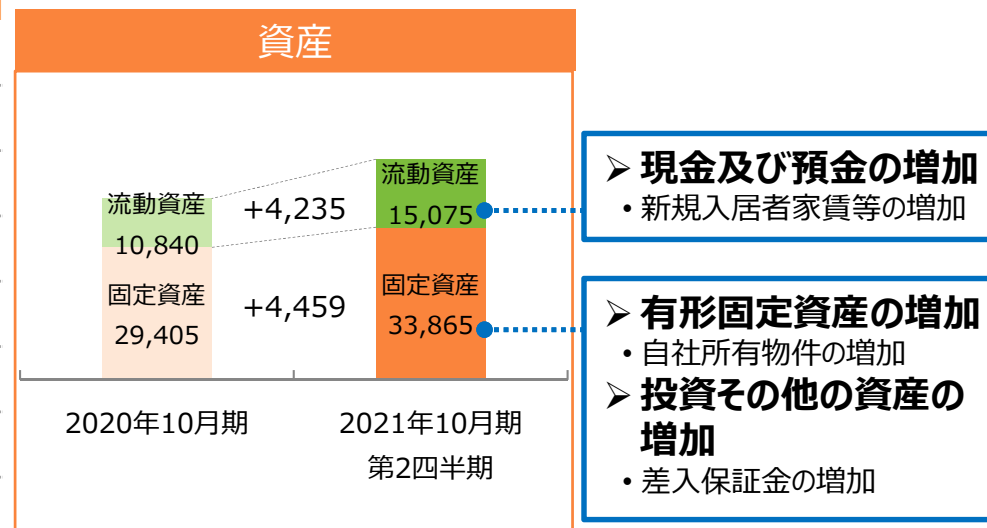 資産
流動資産
10,840
固定資産
29,405
+4,235
+4,459
流動資産
15,075
固定資産
33,865
2020年10月期
2021年10月期
第2四半期
➢ 現金及び預金の増加
• 新規入居者家賃等の増加
➢ 有形固定資産の増加
• 自社所有物件の増加
➢ 投資その他の資産の
増加
• 差入保証金の増加